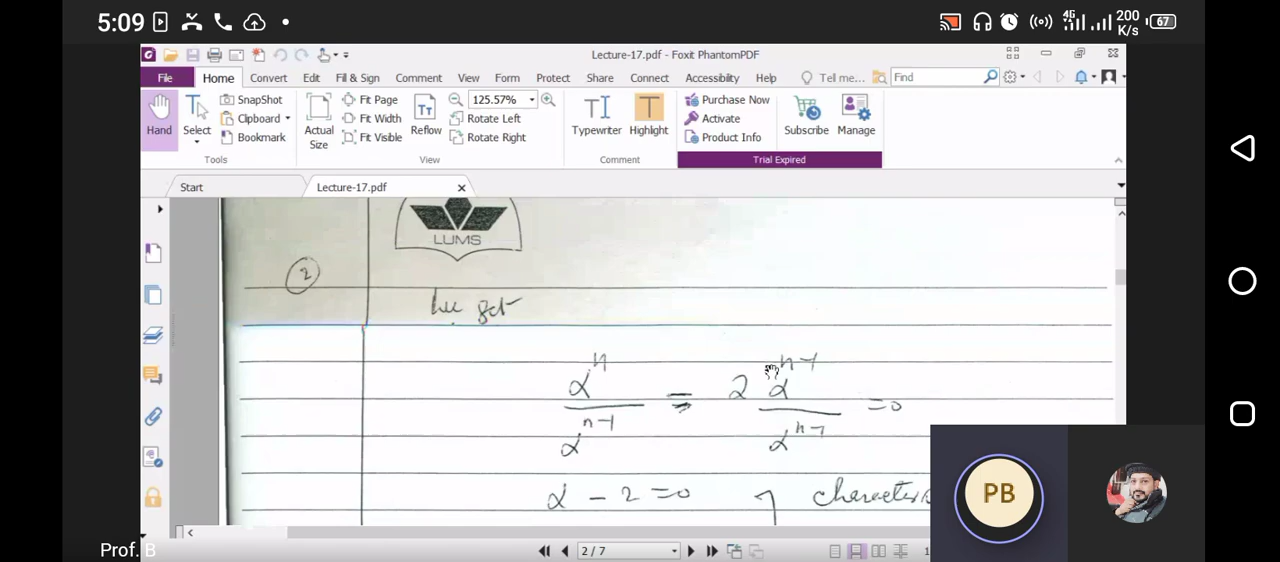 5:09 4G 200 K/s 67
Lecture-17.pdf - Foxit PhantomPDF
File Home Convert Edit Fill & Sign Comment View Form Protect Share Connect Accessibility Help Tell me... Find
Hand Select SnapShot Clipboard Bookmark Actual Size Fit Page Fit Width Fit Visible Reflow 125.57% Rotate Left Rotate Right Typewriter Highlight Purchase Now Activate Product Info Subscribe Manage
Tools View Comment Trial Expired
Start Lecture-17.pdf
LUMS
2
we get
α^n / α^(n-1) = 2 α^(n-1) / α^(n-1) = 0
α - 2 = 0
PB
Prof. B
2 / 7